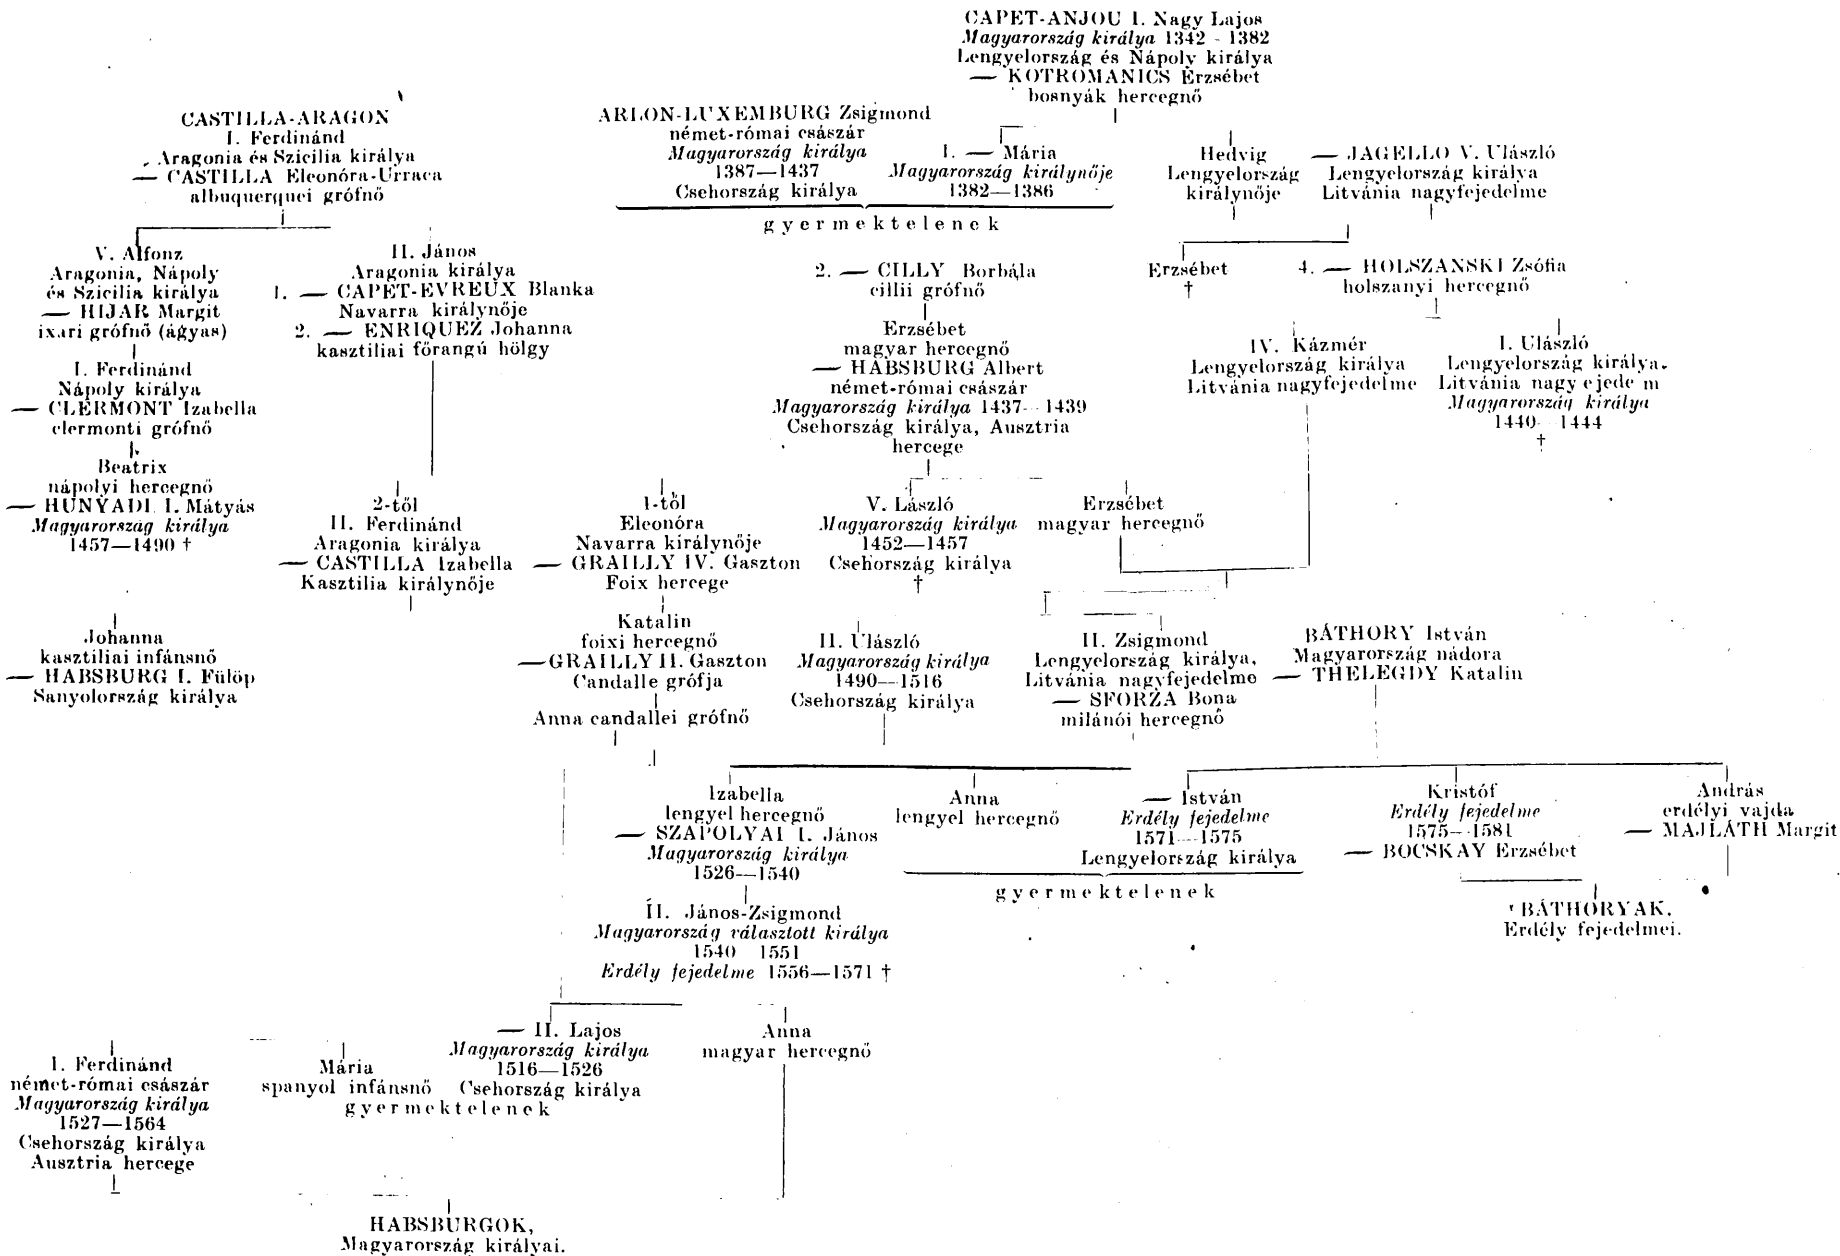 CAPET-ANJOU I. Nagy Lajos
Magyarország királya 1342 - 1382
Lengyelország és Nápoly királya
— KOTROMANICS Erzsébet
bosnyák hercegnő
CASTILLA-ARAGON
I. Ferdinánd
Aragonia és Szicilia királya
— CASTILLA Eleonóra-Urraca
albuquerquei grófnő
ARLON-LUXEMBURG Zsigmond
német-római császár
Magyarország királya
1387—1437
Csehország királya
1. — Mária
Magyarország királynője
1382—1386
gyermektelenek
Hedvig
Lengyelország
királynője
— JAGELLO V. Ulászló
Lengyelország királya
Litvánia nagyfejedelme
V. Alfonz
Aragonia, Nápoly
és Szicilia királya
— HIJAR Margit
ixari grófnő (ágyas)
II. János
Aragonia királya
1. — CAPET-EVREUX Blanka
Navarra királynője
2. — ENRIQUEZ Johanna
kasztiliai főrangú hölgy
2. — CILLY Borbála
cillii grófnő
Erzsébet
†
4. — HOLSZANSKI Zsófia
holszanyi hercegnő
Erzsébet
magyar hercegnő
— HABSBURG Albert
német-római császár
Magyarország királya 1437- 1439
Csehország királya, Ausztria
hercege
IV. Kázmér
Lengyelország királya
Litvánia nagyfejedelme
I. Ulászló
Lengyelország királya.
Litvánia nagy ejede m
Magyarország királya
1440 1444
†
I. Ferdinánd
Nápoly királya
— CLERMONT Izabella
clermonti grófnő
Beatrix
nápolyi hercegnő
— HUNYADI I. Mátyás
Magyarország királya
1457—1490 †
2-től
II. Ferdinánd
Aragonia királya
— CASTILLA Izabella
Kasztilia királynője
1-től
Eleonóra
Navarra királynője
— GRAILLY IV. Gaszton
Foix hercege
V. László
Magyarország királya
1452—1457
Csehország királya
†
Erzsébet
magyar hercegnő
Johanna
kasztiliai infánsnő
— HABSBURG I. Fülöp
Sanyolország királya
Katalin
foixi hercegnő
— GRAILLY II. Gaszton
Candalle grófja
Anna candallei grófnő
II. Ulászló
Magyarország királya
1490—1516
Csehország királya
II. Zsigmond
Lengyelország királya,
Litvánia nagyfejedelme
— SFORZA Bona
milánói hercegnő
BÁTHORY István
Magyarország nádora
— THELEGDY Katalin
Izabella
lengyel hercegnő
— SZAPOLYAI I. János
Magyarország királya
1526—1540
Anna
lengyel hercegnő
— István
Erdély fejedelme
1571—1575
Lengyelország királya
gyermektelenek
Kristóf
Erdély fejedelme
1575—1581
— BOCSKAY Erzsébet
András
erdélyi vajda
— MAJLÁTH Margit
BÁTHORYAK,
Erdély fejedelmei.
II. János-Zsigmond
Magyarország választott királya
1540 1551
Erdély fejedelme 1556—1571 †
I. Ferdinánd
német-római császár
Magyarország királya
1527—1564
Csehország királya
Ausztria hercege
Mária
spanyol infánsnő
— II. Lajos
Magyarország királya
1516—1526
Csehország királya
gyermektelenek
Anna
magyar hercegnő
HABSBURGOK,
Magyarország királyai.